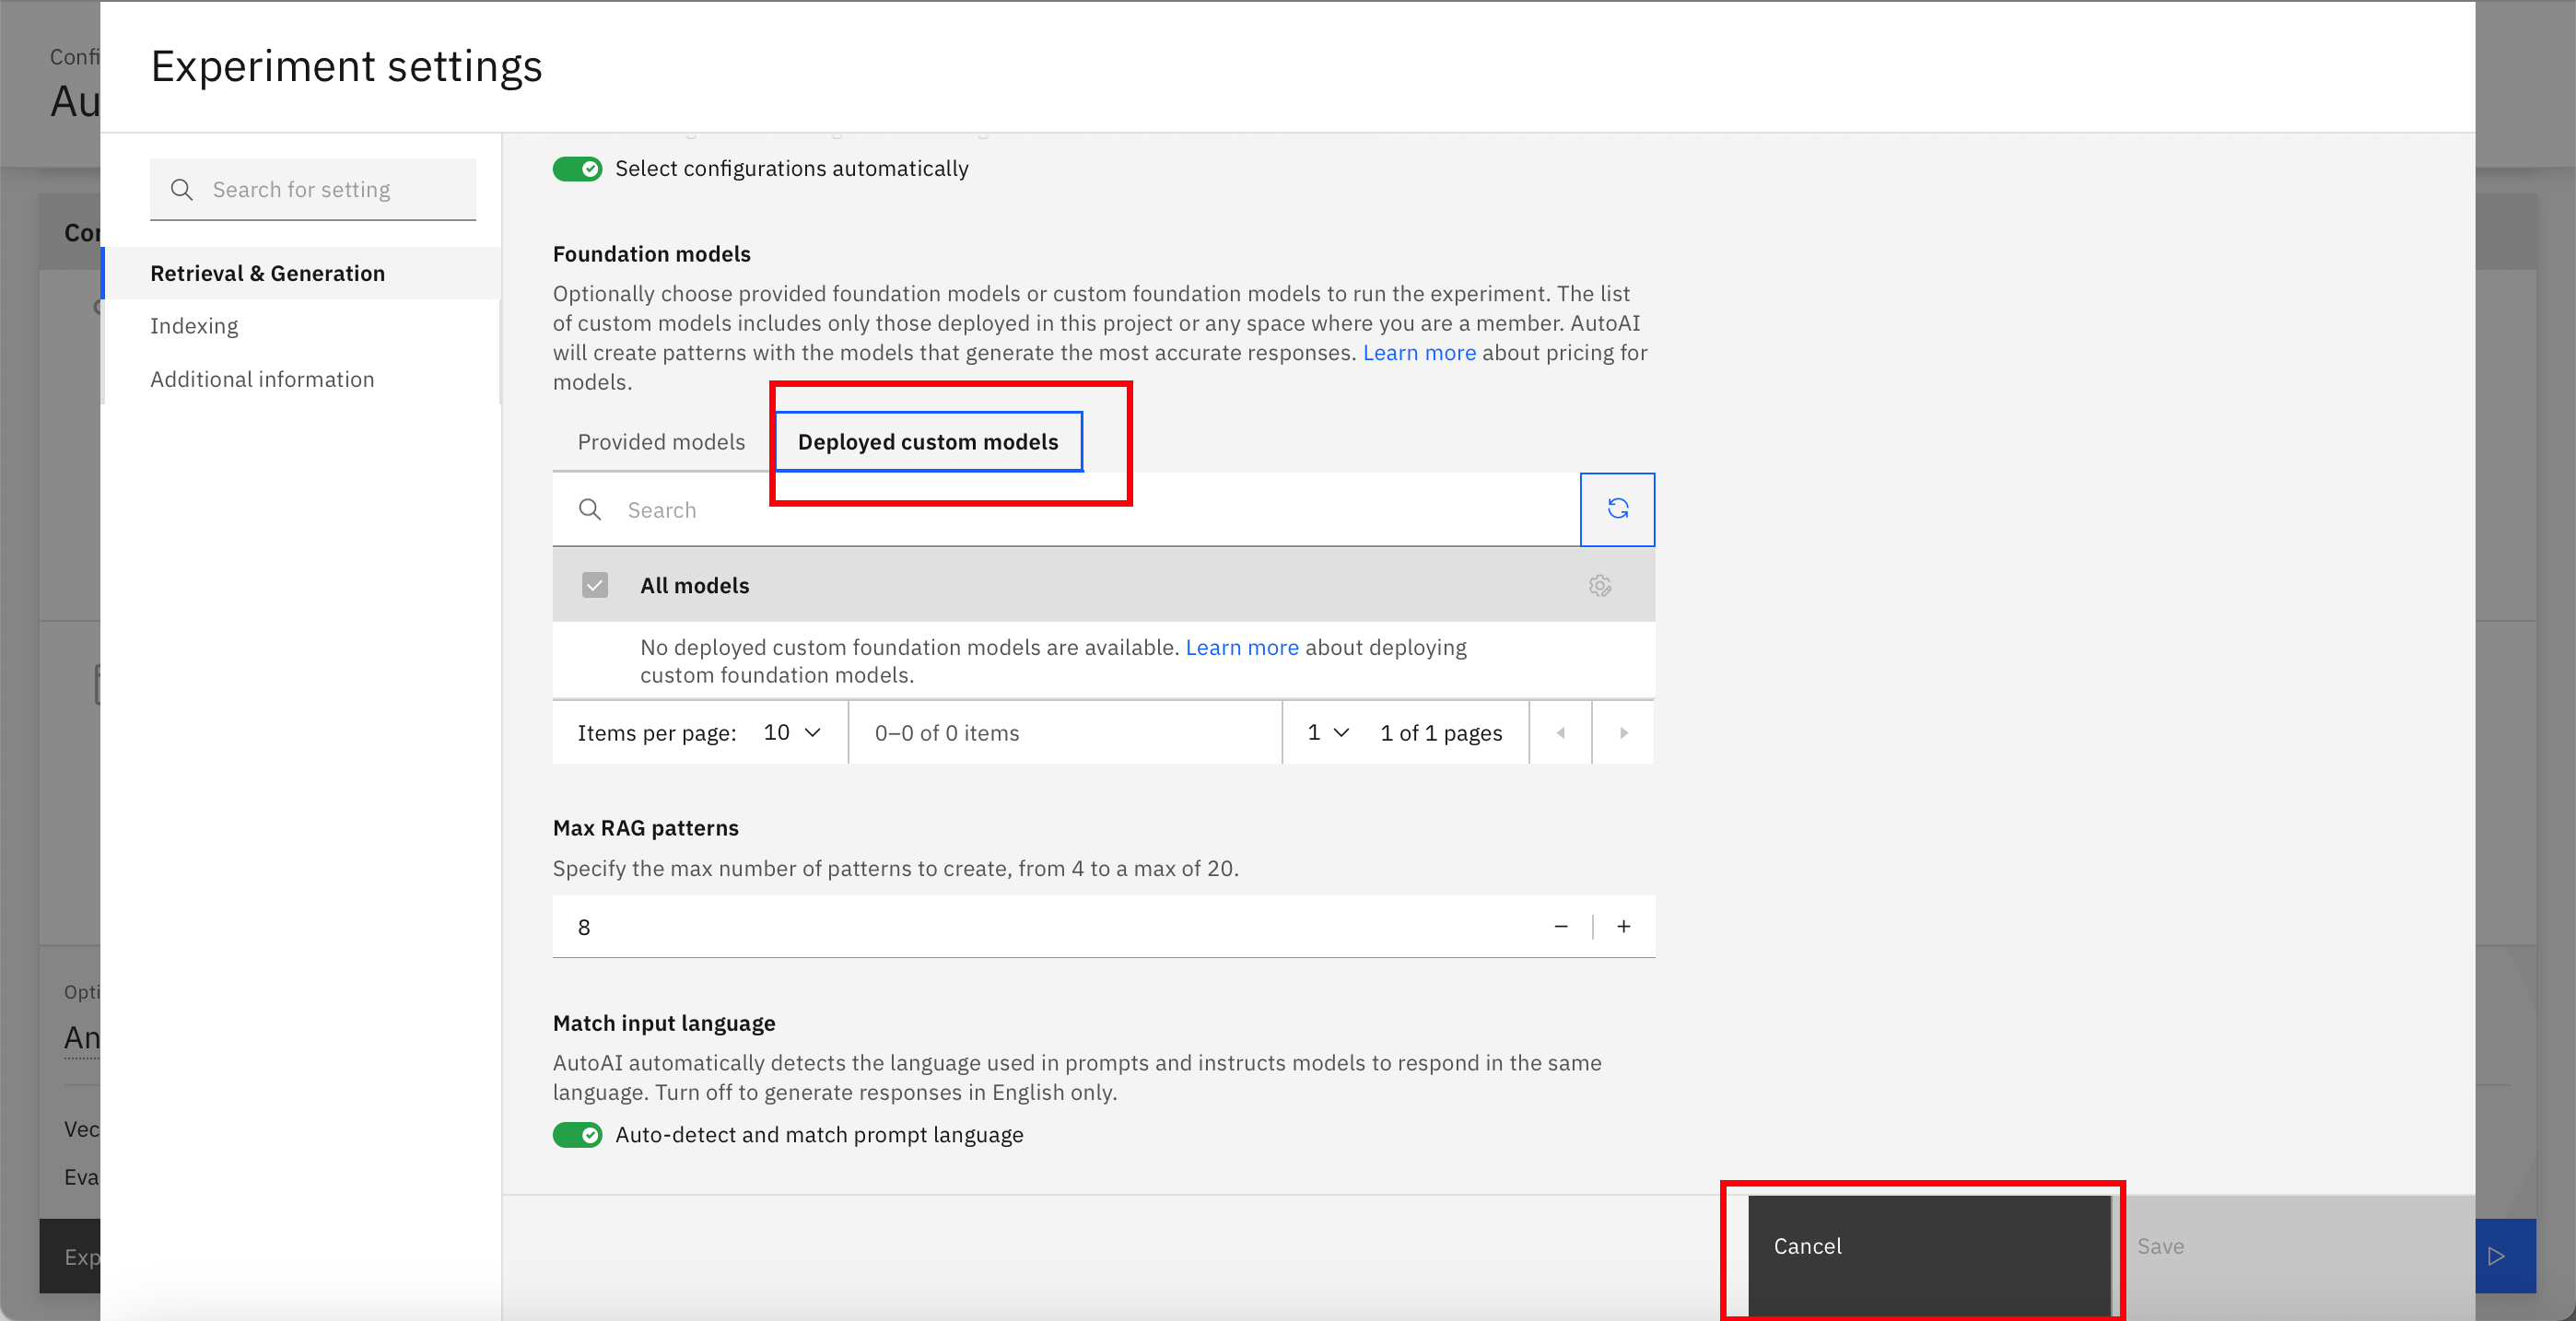 Confi
Au
Experiment settings
Search for setting
Retrieval & Generation
Indexing
Additional information
Con
Select configurations automatically
Foundation models
Optionally choose provided foundation models or custom foundation models to run the experiment. The list
of custom models includes only those deployed in this project or any space where you are a member. AutoAI
will create patterns with the models that generate the most accurate responses. Learn more about pricing for
models.
Provided models Deployed custom models
Search
All models
No deployed custom foundation models are available. Learn more about deploying
custom foundation models.
Items per page: 10 0–0 of 0 items 1 1 of 1 pages
Max RAG patterns
Specify the max number of patterns to create, from 4 to a max of 20.
8
Match input language
AutoAI automatically detects the language used in prompts and instructs models to respond in the same
language. Turn off to generate responses in English only.
Auto-detect and match prompt language
Opti
An
Vec
Eva
Exp
Cancel Save